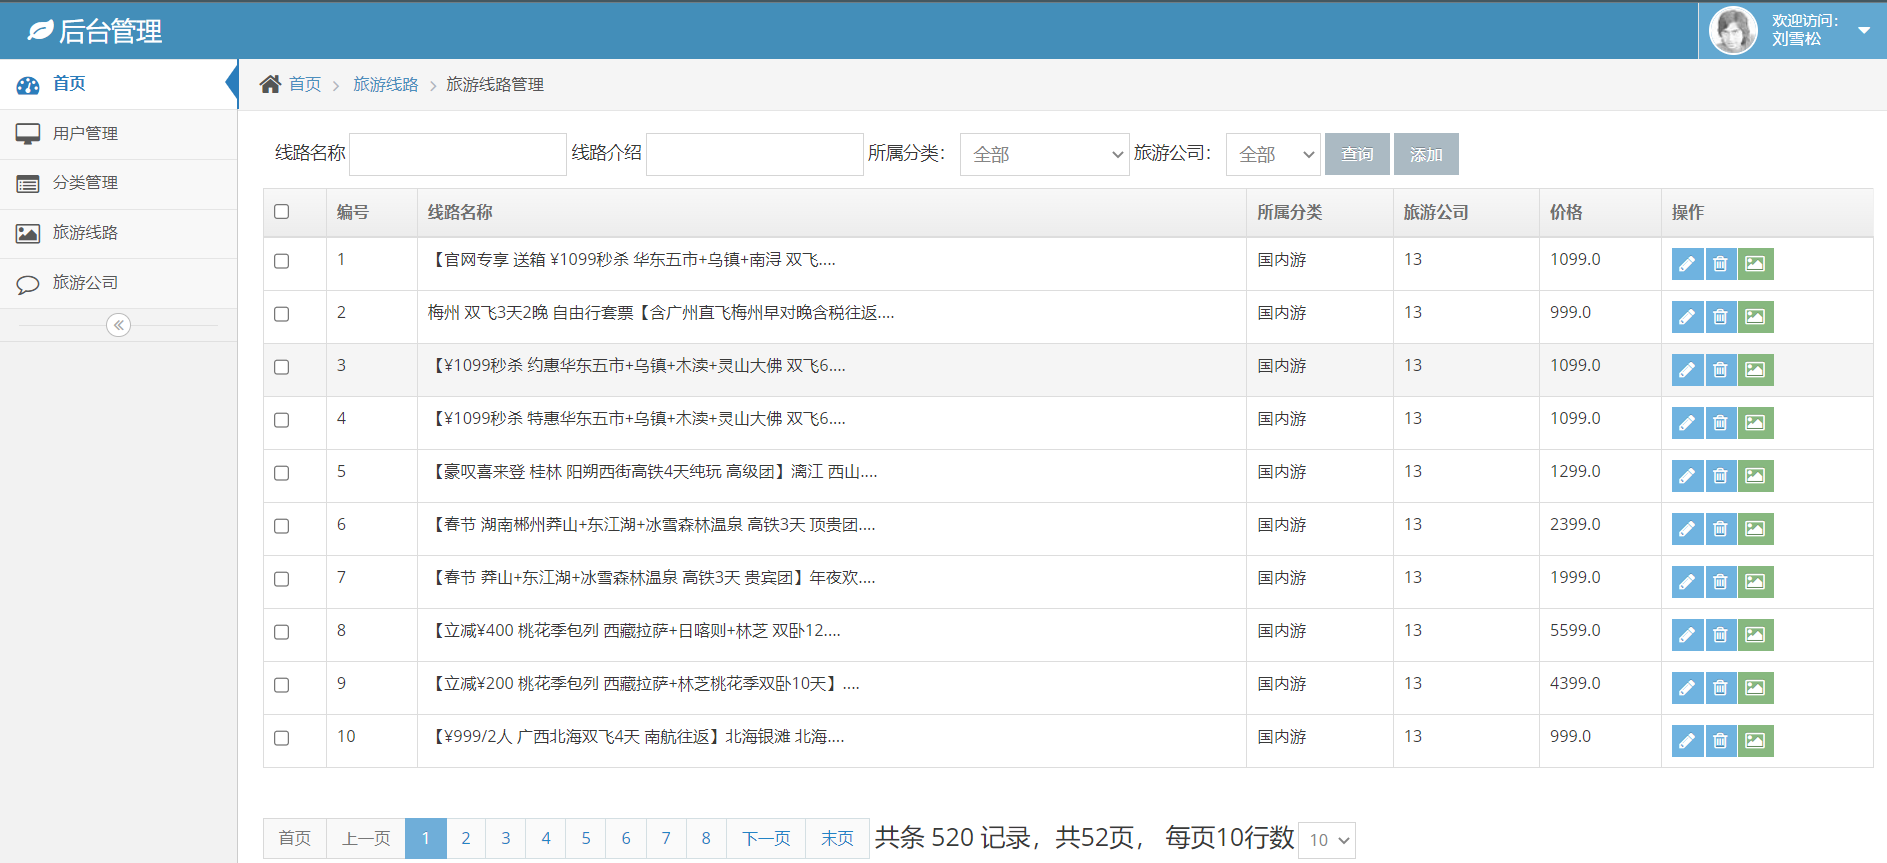 后台管理
欢迎访问：
刘雪松
首页
用户管理
分类管理
旅游线路
旅游公司
首页 旅游线路 旅游线路管理
线路名称 线路介绍 所属分类： 全部 旅游公司： 全部 查询 添加
编号 线路名称 所属分类 旅游公司 价格 操作
1 【官网专享 送箱 ¥1099秒杀 华东五市+乌镇+南浔 双飞.... 国内游 13 1099.0
2 梅州 双飞3天2晚 自由行套票【含广州直飞梅州早对晚含税往返.... 国内游 13 999.0
3 【¥1099秒杀 约惠华东五市+乌镇+木渎+灵山大佛 双飞6.... 国内游 13 1099.0
4 【¥1099秒杀 特惠华东五市+乌镇+木渎+灵山大佛 双飞6.... 国内游 13 1099.0
5 【豪叹喜来登 桂林 阳朔西街高铁4天纯玩 高级团】漓江 西山.... 国内游 13 1299.0
6 【春节 湖南郴州莽山+东江湖+冰雪森林温泉 高铁3天 顶贵团.... 国内游 13 2399.0
7 【春节 莽山+东江湖+冰雪森林温泉 高铁3天 贵宾团】年夜欢.... 国内游 13 1999.0
8 【立减¥400 桃花季包列 西藏拉萨+日喀则+林芝 双卧12.... 国内游 13 5599.0
9 【立减¥200 桃花季包列 西藏拉萨+林芝桃花季双卧10天】.... 国内游 13 4399.0
10 【¥999/2人 广西北海双飞4天 南航往返】北海银滩 北海.... 国内游 13 999.0
首页 上一页 1 2 3 4 5 6 7 8 下一页 末页 共条 520 记录，共52页， 每页10行数 10